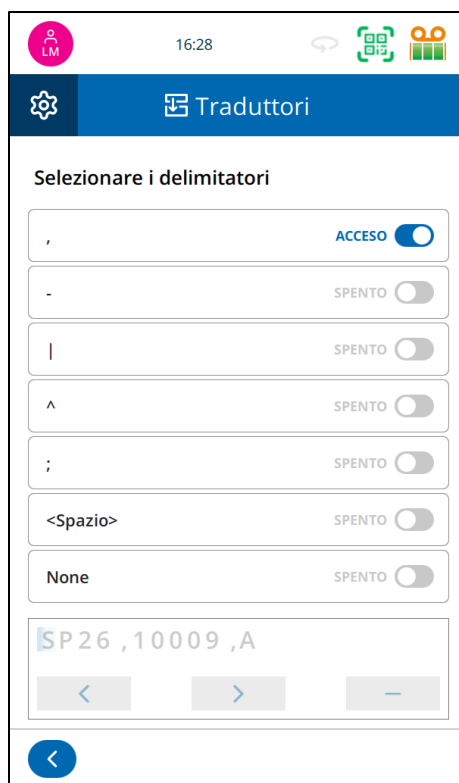 LM
16:28
Traduttori
Selezionare i delimitatori
, ACCESO
- SPENTO
| SPENTO
^ SPENTO
; SPENTO
<Spazio> SPENTO
None SPENTO
SP26,10009,A